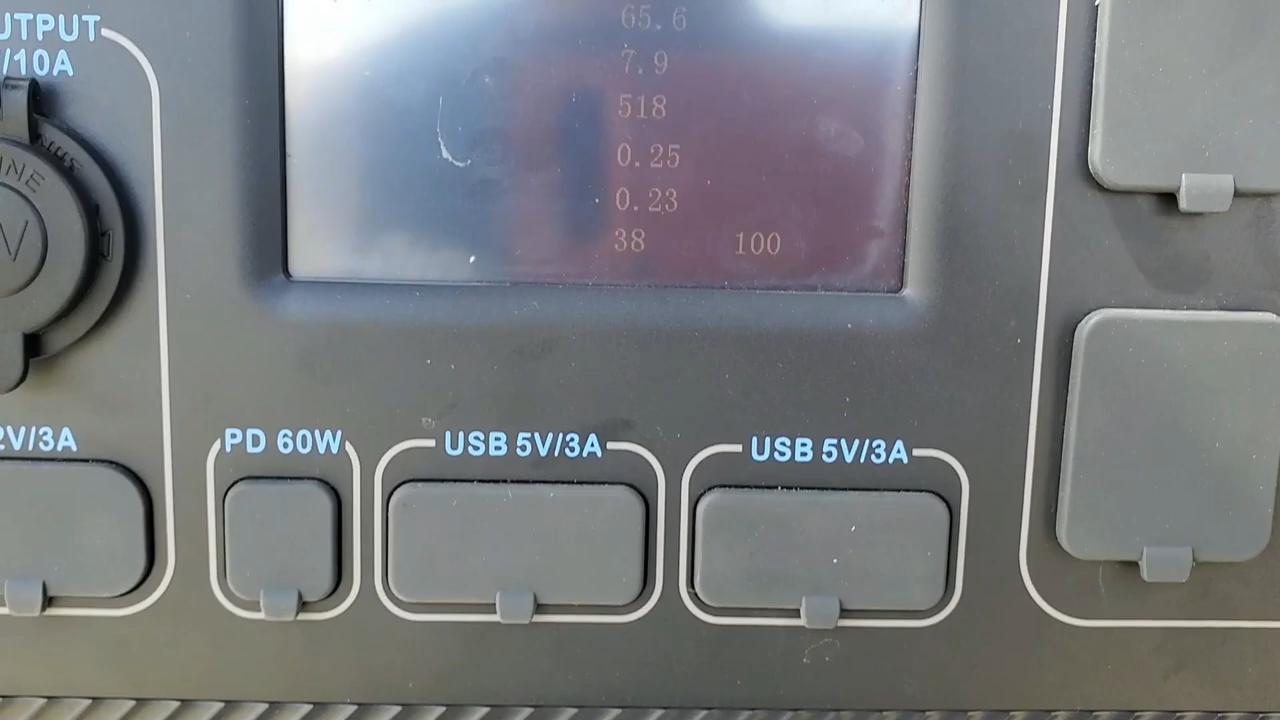 UTPUT
/10A
65.6
7.9
518
0.25
0.23
38 100
2V/3A
PD 60W
USB 5V/3A
USB 5V/3A